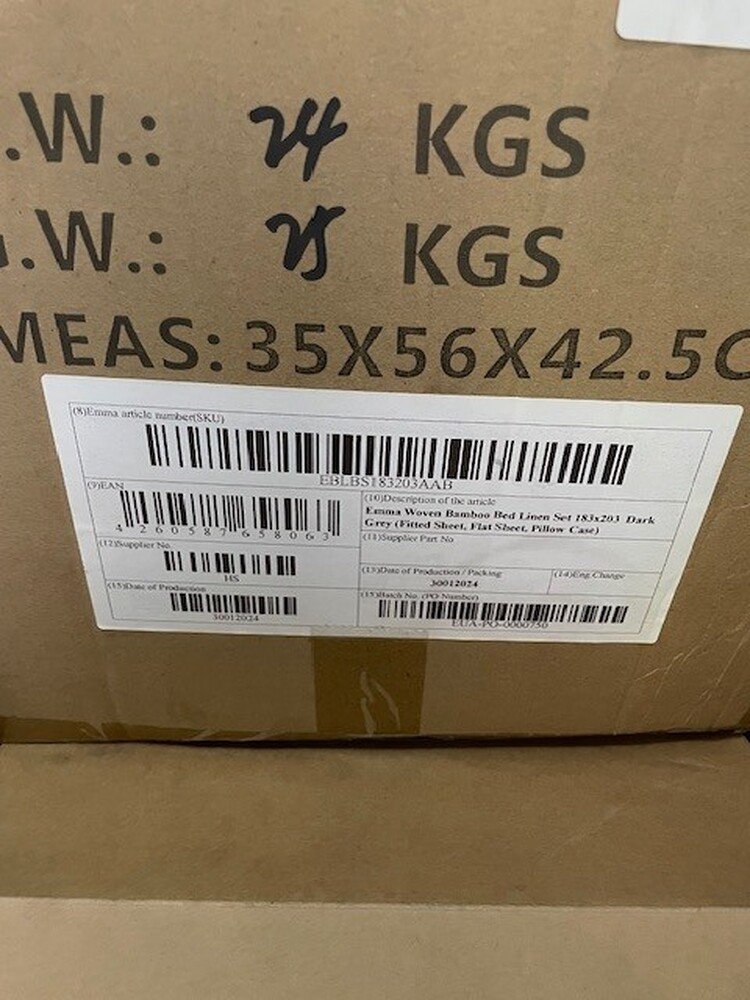 .W.: 24 KGS
.W.: 25 KGS
MEAS: 35X56X42.5C
(8)Emma article number(SKU)
EBLBS183203AAB
(9)EAN
4260587658063
(10)Description of the article
Emma Woven Bamboo Bed Linen Set 183x203 Dark
Grey (Fitted Sheet, Flat Sheet, Pillow Case)
(11)Supplier Part No
(12)Supplier No.
HS
(13)Date of Production / Packing
30012024
(14)Eng.Change
(15)Date of Production
30012024
(15)Batch No. (PO Number)
EUA-PO-0000750